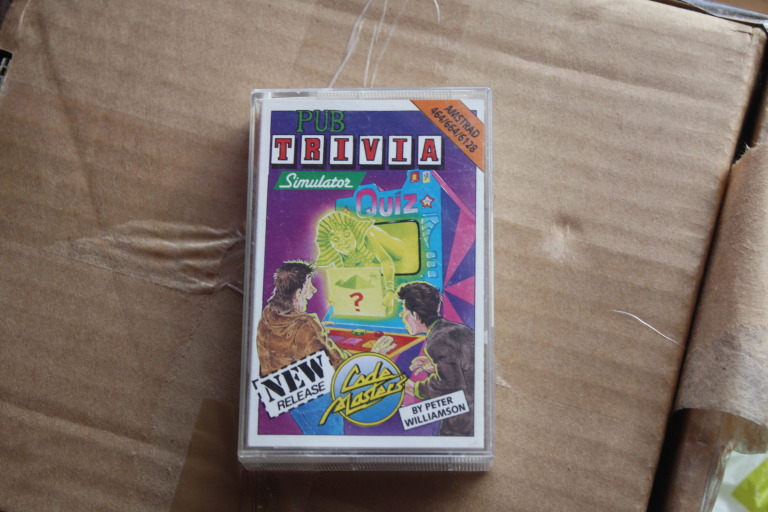 PUB
TRIVIA
Simulator
AMSTRAD
464/664/6128
Quiz
?
NEW
RELEASE
Code
Masters
BY PETER
WILLIAMSON